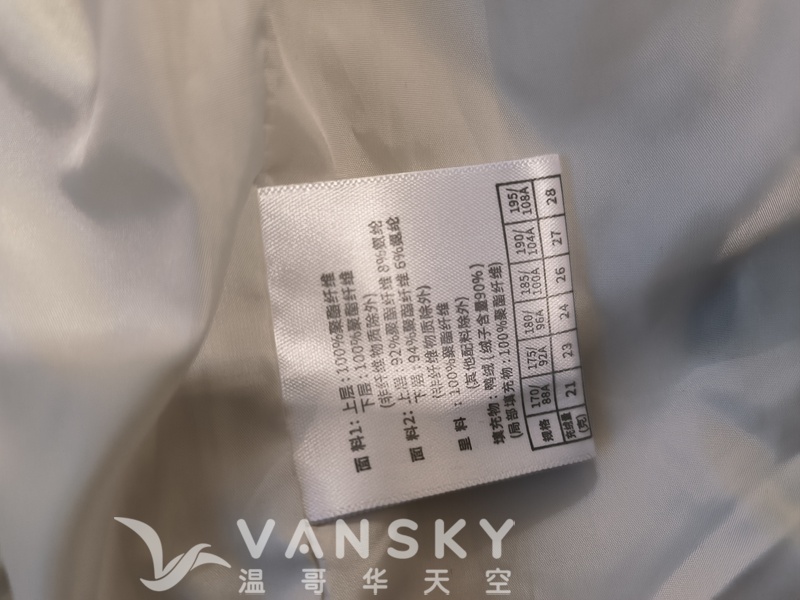 面 料1: 上层: 100%聚酯纤维
下层: 100%聚酯纤维
(非纤维物质除外)
面 料2: 上层: 92%聚酯纤维 8%氨纶
下层: 94%聚酯纤维 6%氨纶
(非纤维物质除外)
里 料 : 100%聚酯纤维
(其他配料除外)
填充物: 鸭绒(绒子含量90%)
(局部填充物: 100%聚酯纤维)
规格 170/88A 175/92A 180/96A 185/100A 190/104A 195/108A
充绒量(克) 21 23 24 26 27 28
VANSKY
温哥华天空